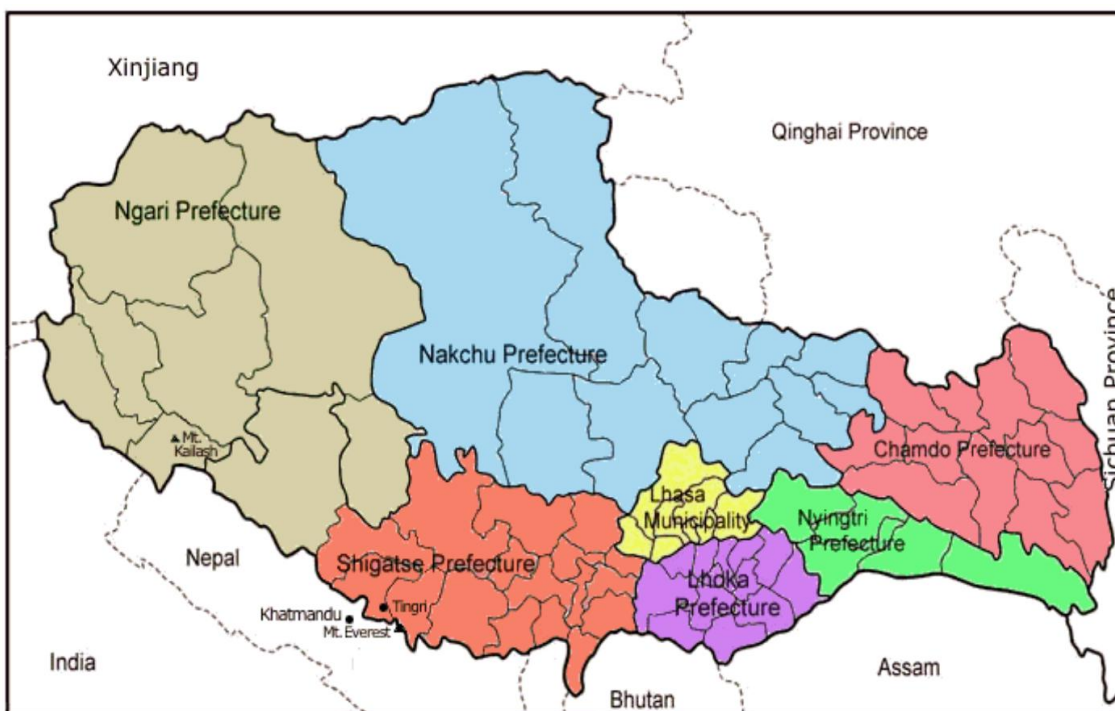 Xinjiang
Qinghai Province
Ngari Prefecture
Nakchu Prefecture
Sichuan Province
Mt.
Kailash
Chamdo Prefecture
Lhasa
Municipality
Nyingtri
Prefecture
Nepal
Shigatse Prefecture
Lhoka
Prefecture
Tingri
Khatmandu
Mt. Everest
India
Assam
Bhutan